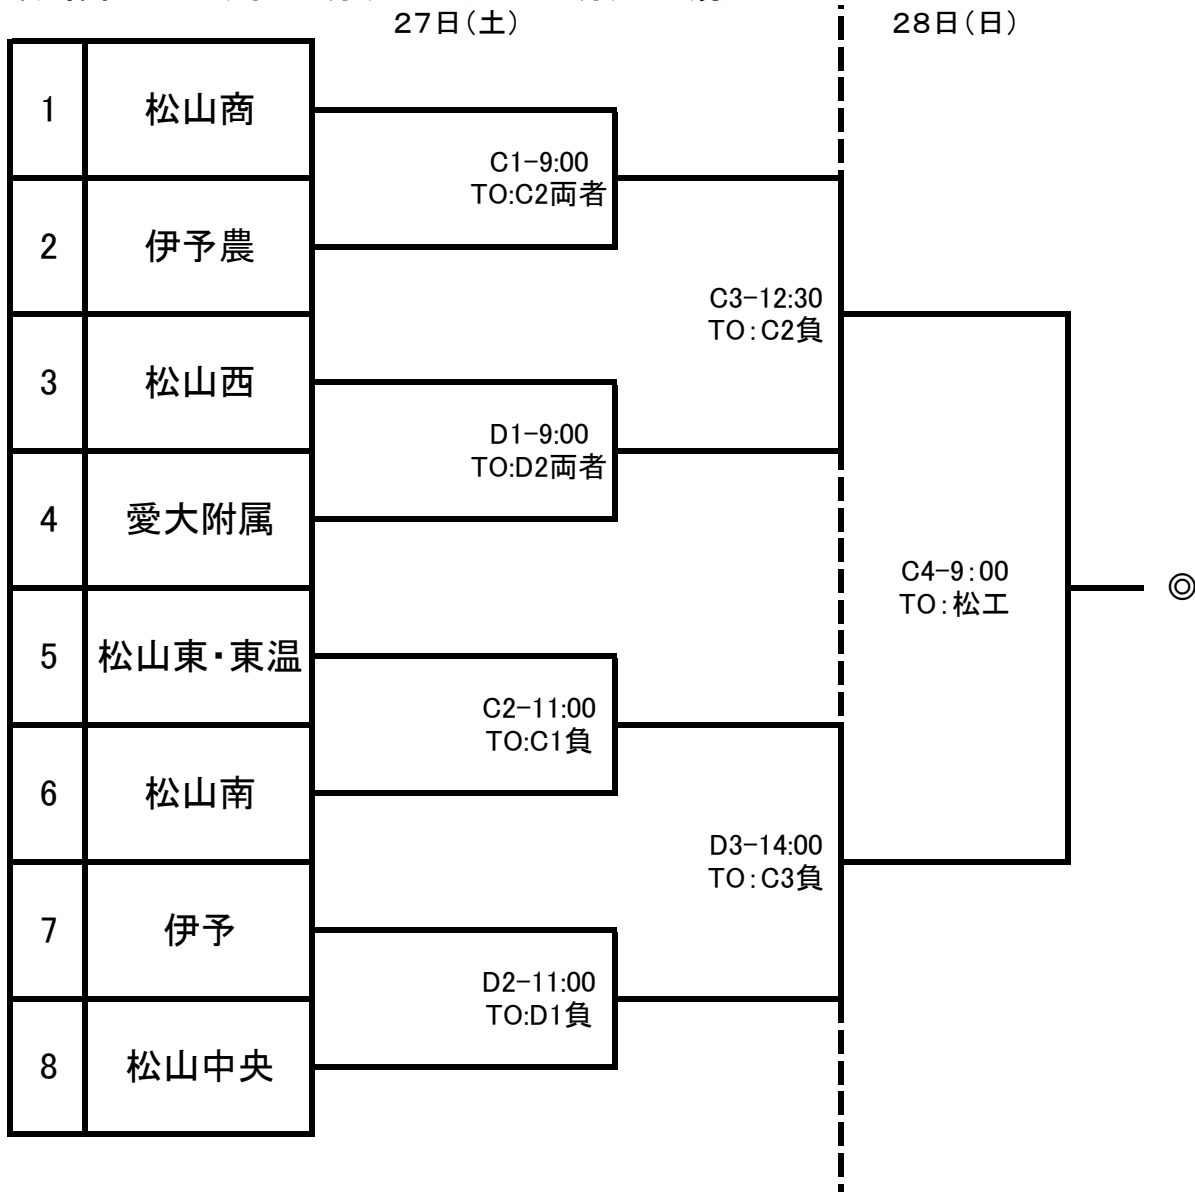 27日(土)
28日(日)
1 松山商
C1-9:00
TO:C2両者
2 伊予農
C3-12:30
TO:C2負
3 松山西
D1-9:00
TO:D2両者
4 愛大附属
C4-9:00
TO:松工
◎
5 松山東・東温
C2-11:00
TO:C1負
6 松山南
D3-14:00
TO:C3負
7 伊予
D2-11:00
TO:D1負
8 松山中央